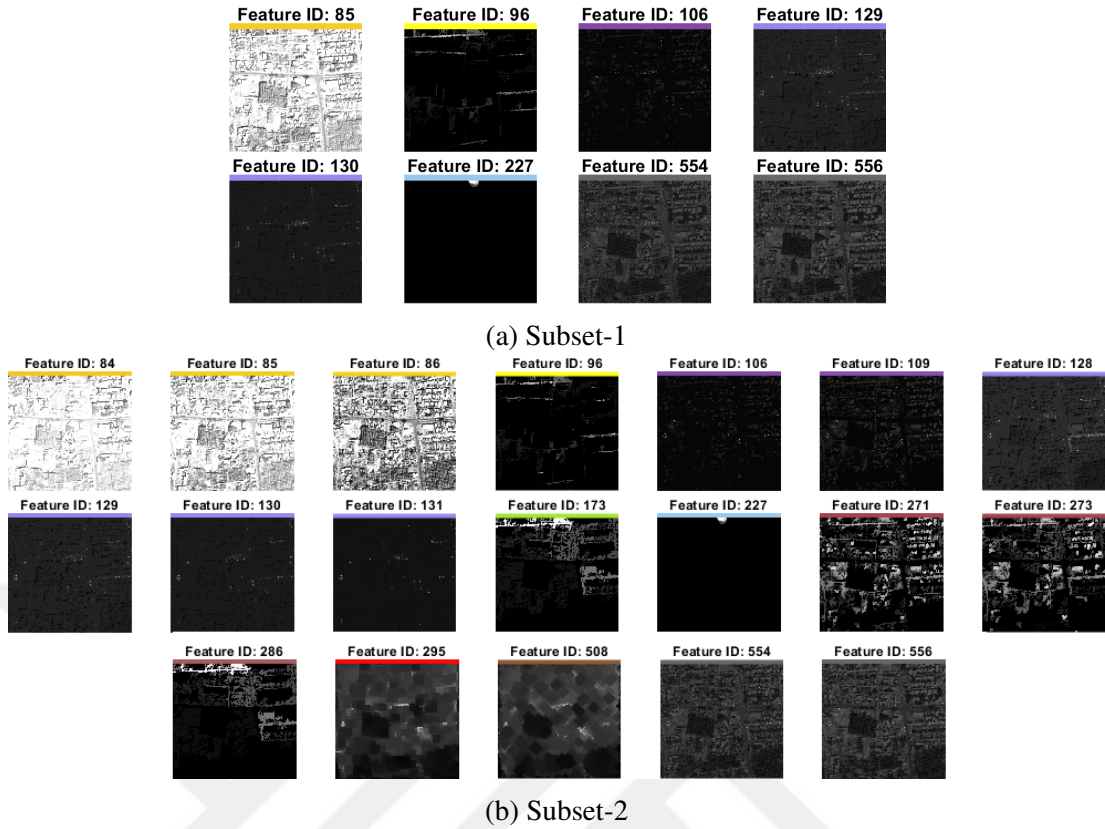 Feature ID: 85 Feature ID: 96 Feature ID: 106 Feature ID: 129
Feature ID: 130 Feature ID: 227 Feature ID: 554 Feature ID: 556
(a) Subset-1
Feature ID: 84 Feature ID: 85 Feature ID: 86 Feature ID: 96 Feature ID: 106 Feature ID: 109 Feature ID: 128
Feature ID: 129 Feature ID: 130 Feature ID: 131 Feature ID: 173 Feature ID: 227 Feature ID: 271 Feature ID: 273
Feature ID: 286 Feature ID: 295 Feature ID: 508 Feature ID: 554 Feature ID: 556
(b) Subset-2